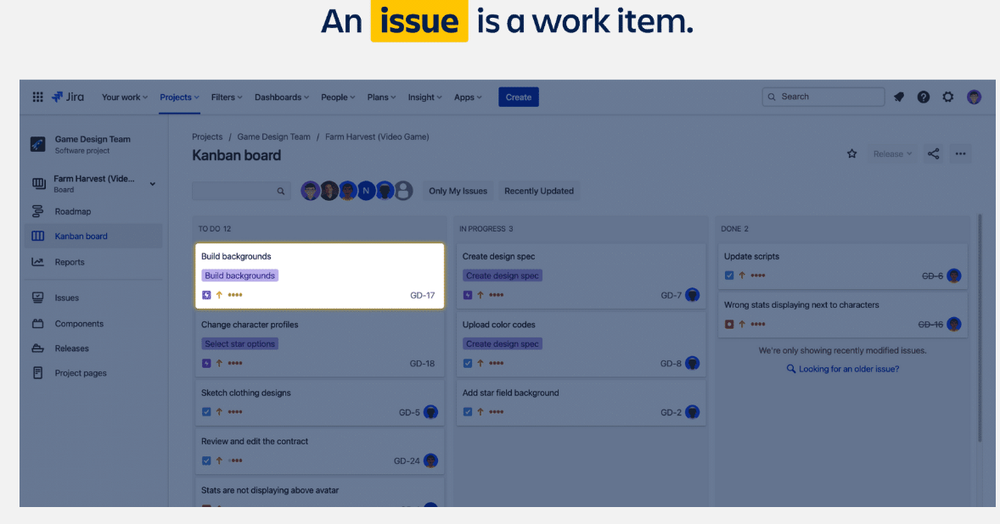 An issue is a work item.
Jira Your work Projects Filters Dashboards People Plans Insight Apps Create Search
Game Design Team
Software project
Farm Harvest (Vide...
Board
Roadmap
Kanban board
Reports
Issues
Components
Releases
Project pages
Projects / Game Design Team / Farm Harvest (Video Game)
Kanban board
Release
N
Only My Issues Recently Updated
TO DO 12
Build backgrounds
Build backgrounds
GD-17
Change character profiles
Select star options
GD-18
Sketch clothing designs
GD-5
Review and edit the contract
GD-24
Stats are not displaying above avatar
IN PROGRESS 3
Create design spec
Create design spec
GD-7
Upload color codes
Create design spec
GD-8
Add star field background
GD-2
DONE 2
Update scripts
GD-6
Wrong stats displaying next to characters
GD-16
We're only showing recently modified issues.
Looking for an older issue?